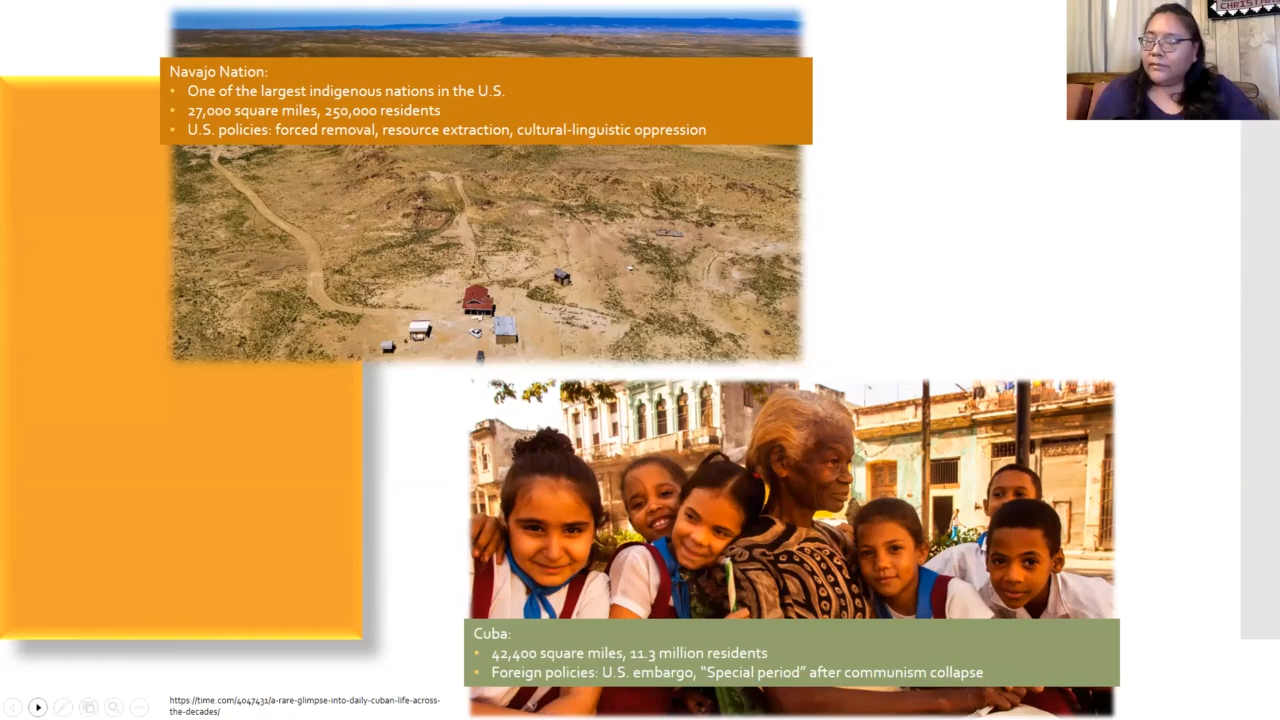 CHRISTMAS
Navajo Nation:
• One of the largest indigenous nations in the U.S.
• 27,000 square miles, 250,000 residents
• U.S. policies: forced removal, resource extraction, cultural-linguistic oppression
Cuba:
• 42,400 square miles, 11.3 million residents
• Foreign policies: U.S. embargo, “Special period” after communism collapse
https://time.com/4047431/a-rare-glimpse-into-daily-cuban-life-across-
the-decades/